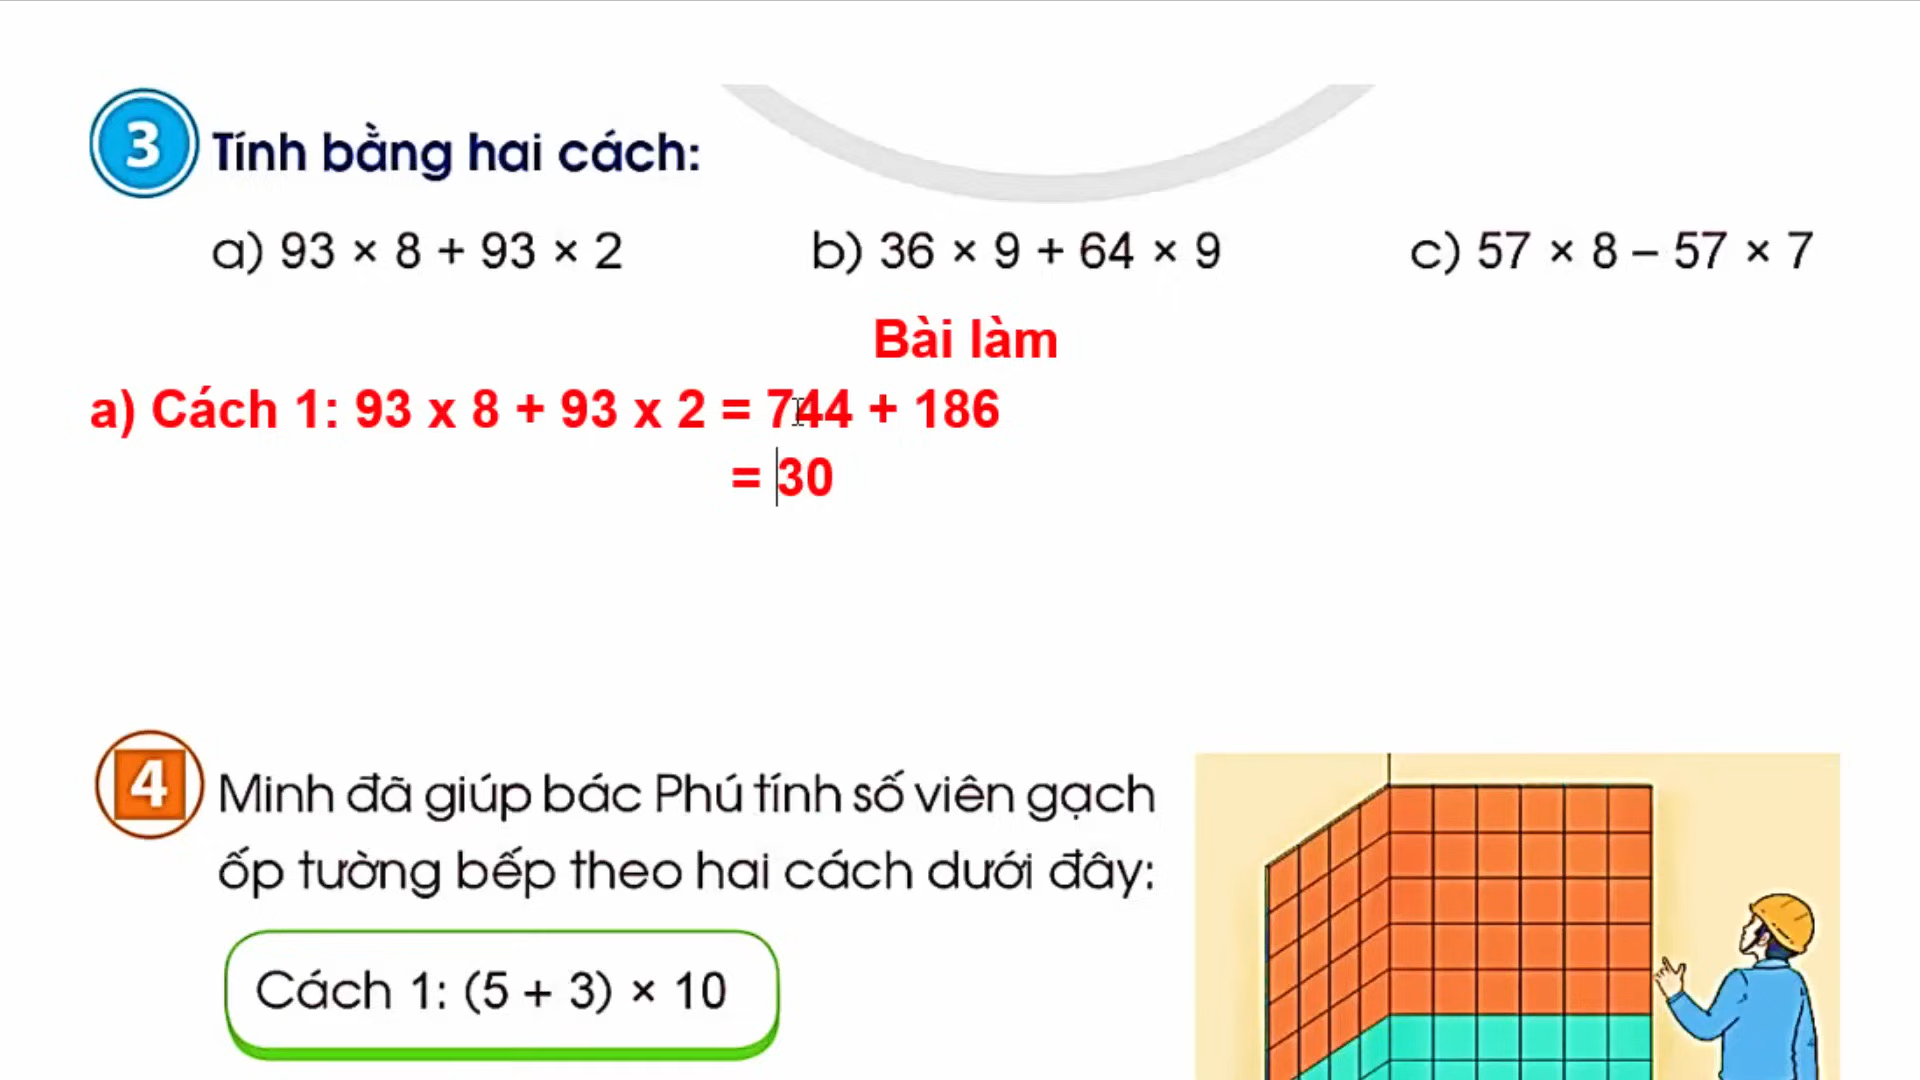 3 Tính bằng hai cách:
a) 93 × 8 + 93 × 2 b) 36 × 9 + 64 × 9 c) 57 × 8 – 57 × 7
Bài làm
a) Cách 1: 93 x 8 + 93 x 2 = 744 + 186
= 30
4 Minh đã giúp bác Phú tính số viên gạch
ốp tường bếp theo hai cách dưới đây:
Cách 1: (5 + 3) × 10